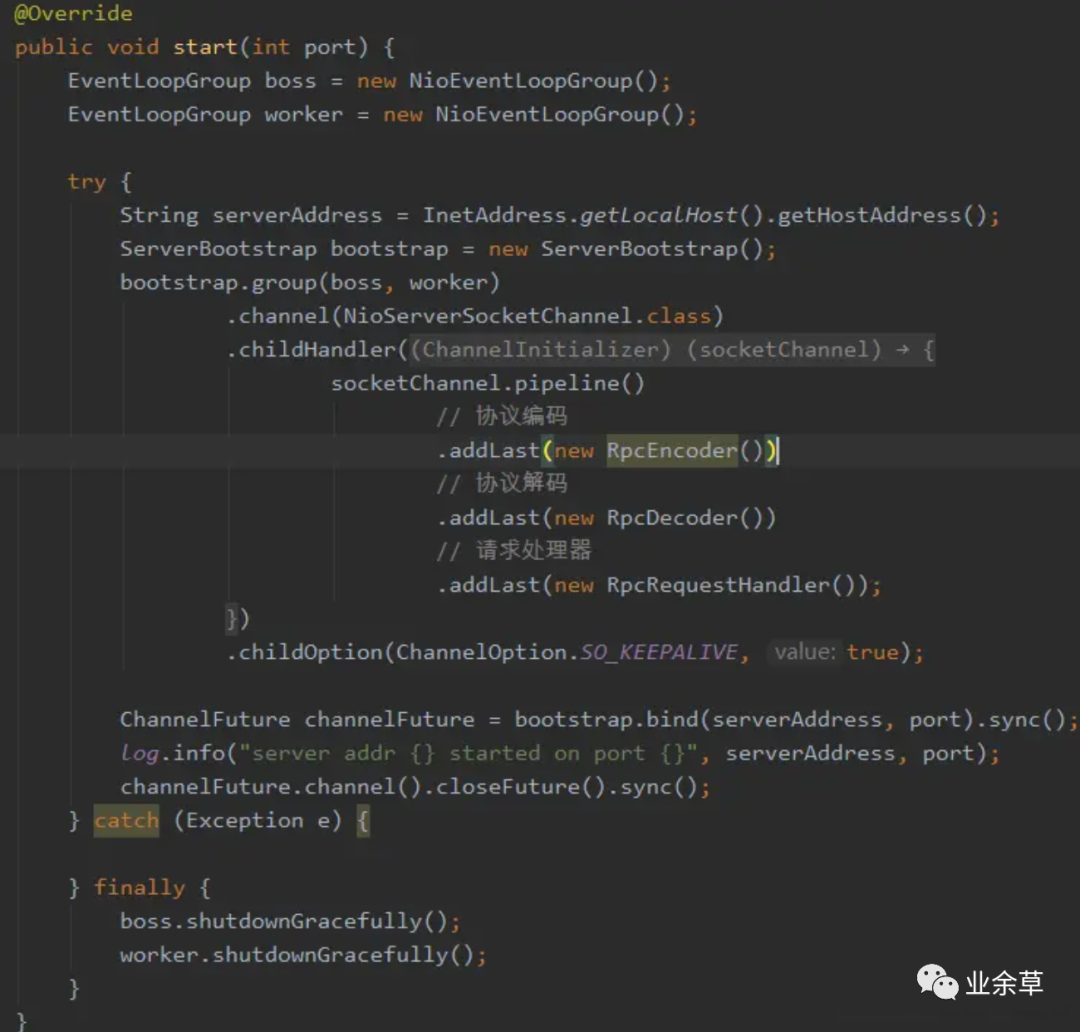 @Override
public void start(int port) {
    EventLoopGroup boss = new NioEventLoopGroup();
    EventLoopGroup worker = new NioEventLoopGroup();

    try {
        String serverAddress = InetAddress.getLocalHost().getHostAddress();
        ServerBootstrap bootstrap = new ServerBootstrap();
        bootstrap.group(boss, worker)
                .channel(NioServerSocketChannel.class)
                .childHandler((ChannelInitializer) (socketChannel) → {
                        socketChannel.pipeline()
                                // 协议编码
                                .addLast(new RpcEncoder())
                                // 协议解码
                                .addLast(new RpcDecoder())
                                // 请求处理器
                                .addLast(new RpcRequestHandler());
                })
                .childOption(ChannelOption.SO_KEEPALIVE, value: true);

        ChannelFuture channelFuture = bootstrap.bind(serverAddress, port).sync();
        log.info("server addr {} started on port {}", serverAddress, port);
        channelFuture.channel().closeFuture().sync();
    } catch (Exception e) {

    } finally {
        boss.shutdownGracefully();
        worker.shutdownGracefully();
    }
}
业余草